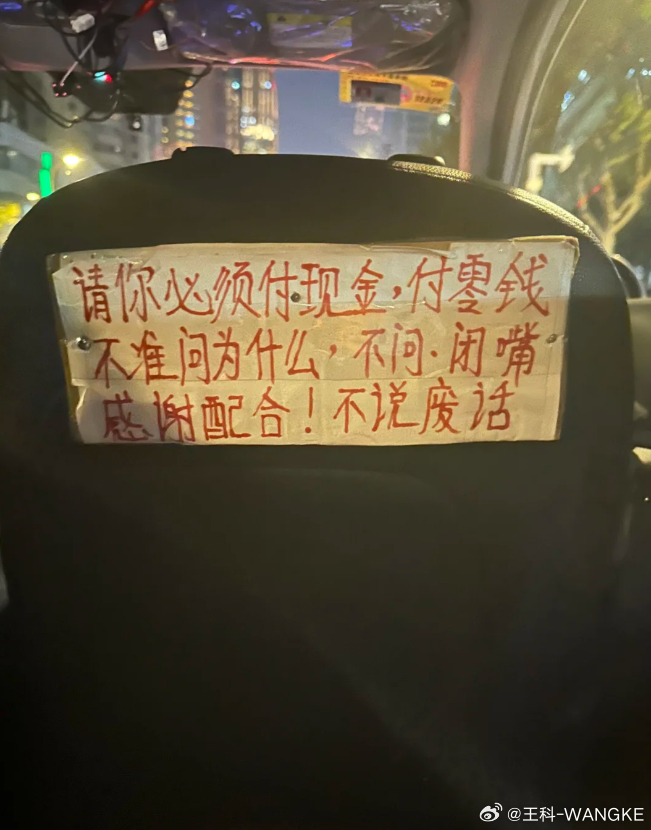 请你必须付现金,付零钱
不准问为什么,不问·闭嘴
感谢配合!不说废话
@王科-WANGKE